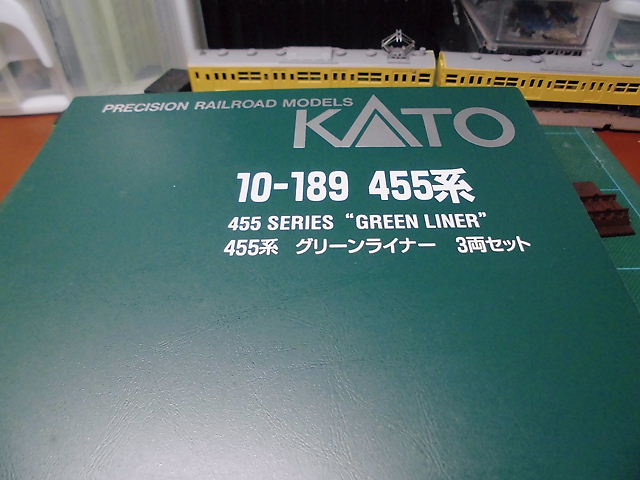 PRECISION RAILROAD MODELS
KATO
10-189 455系
455 SERIES "GREEN LINER"
455系 グリーンライナー 3両セット